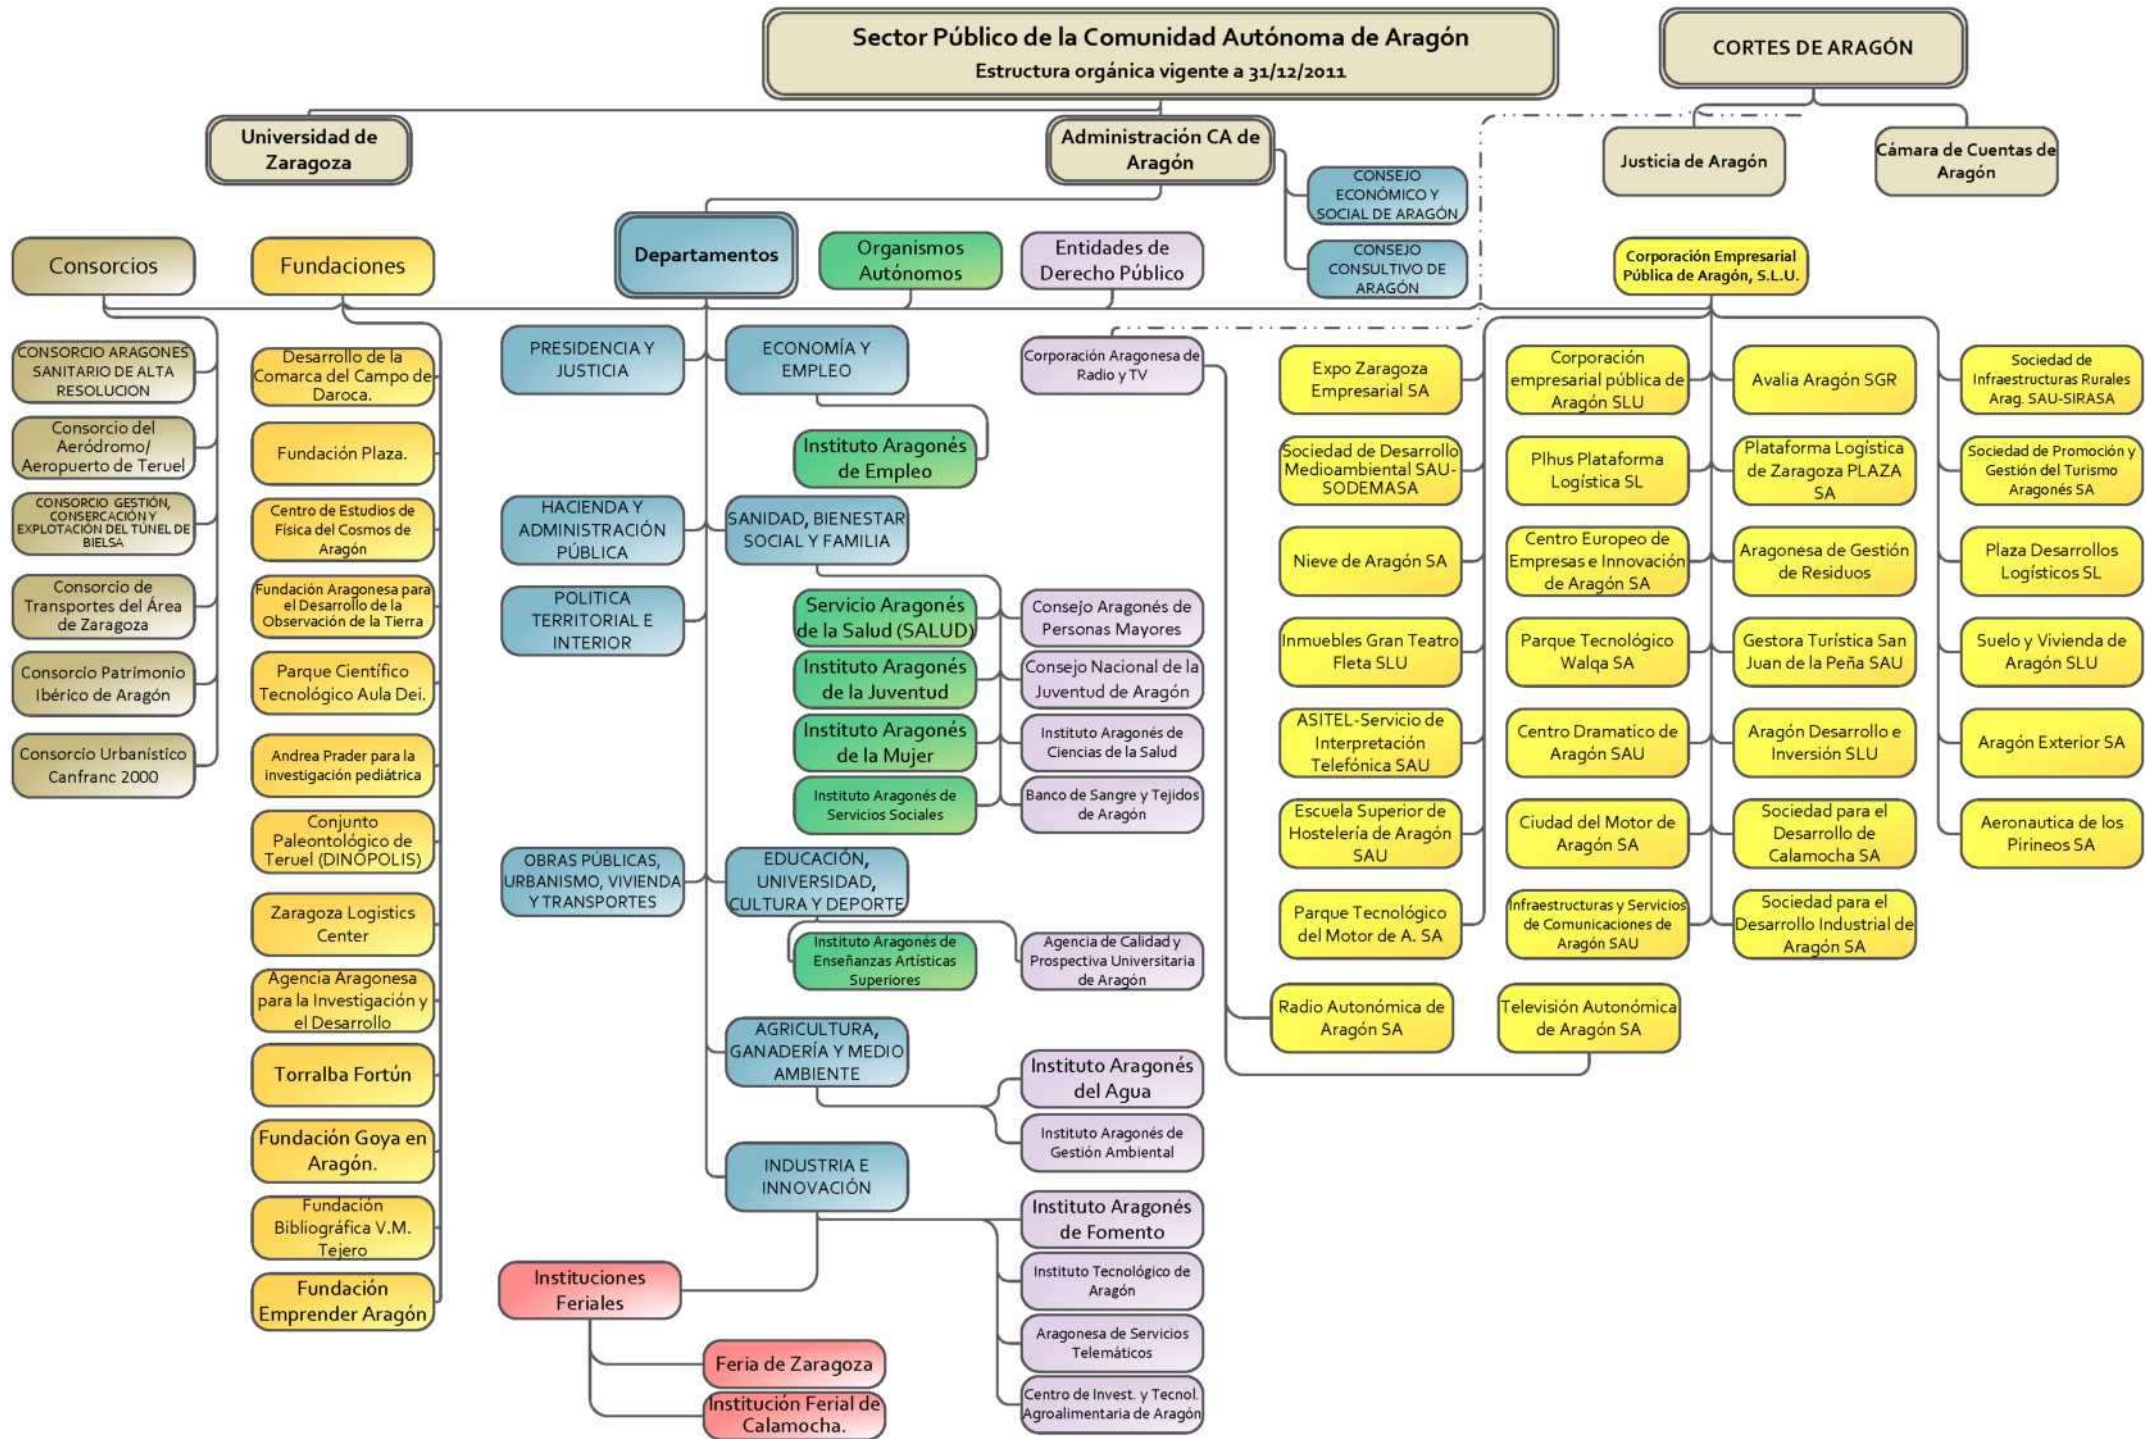 Sector Público de la Comunidad Autónoma de Aragón
Estructura orgánica vigente a 31/12/2011
CORTES DE ARAGÓN
Universidad de
Zaragoza
Administración CA de
Aragón
Justicia de Aragón
Cámara de Cuentas de
Aragón
CONSEJO
ECONÓMICO Y
SOCIAL DE ARAGÓN
CONSEJO
CONSULTIVO DE
ARAGÓN
Consorcios
Fundaciones
Departamentos
Organismos
Autónomos
Entidades de
Derecho Público
Corporación Empresarial
Pública de Aragón, S.L.U.
CONSORCIO ARAGONES
SANITARIO DE ALTA
RESOLUCION
Consorcio del
Aeródromo/
Aeropuerto de Teruel
CONSORCIO GESTIÓN,
CONSERCACIÓN Y
EXPLOTACIÓN DEL TÚNEL DE
BIELSA
Consorcio de
Transportes del Área
de Zaragoza
Consorcio Patrimonio
Ibérico de Aragón
Consorcio Urbanístico
Canfranc 2000
Desarrollo de la
Comarca del Campo de
Daroca.
Fundación Plaza.
Centro de Estudios de
Física del Cosmos de
Aragón
Fundación Aragonesa para
el Desarrollo de la
Observación de la Tierra
Parque Científico
Tecnológico Aula Dei.
Andrea Prader para la
investigación pediátrica
Conjunto
Paleontológico de
Teruel (DINÓPOLIS)
Zaragoza Logistics
Center
Agencia Aragonesa
para la Investigación y
el Desarrollo
Torralba Fortún
Fundación Goya en
Aragón.
Fundación
Bibliográfica V.M.
Tejero
Fundación
Emprender Aragón
PRESIDENCIA Y
JUSTICIA
ECONOMÍA Y
EMPLEO
Instituto Aragonés
de Empleo
HACIENDA Y
ADMINISTRACIÓN
PÚBLICA
SANIDAD, BIENESTAR
SOCIAL Y FAMILIA
POLITICA
TERRITORIAL E
INTERIOR
Servicio Aragonés
de la Salud (SALUD)
Instituto Aragonés
de la Juventud
Instituto Aragonés
de la Mujer
Instituto Aragonés de
Servicios Sociales
Consejo Aragonés de
Personas Mayores
Consejo Nacional de la
Juventud de Aragón
Instituto Aragonés de
Ciencias de la Salud
Banco de Sangre y Tejidos
de Aragón
OBRAS PÚBLICAS,
URBANISMO, VIVIENDA
Y TRANSPORTES
EDUCACIÓN,
UNIVERSIDAD,
CULTURA Y DEPORTE
Instituto Aragonés de
Enseñanzas Artísticas
Superiores
Agencia de Calidad y
Prospectiva Universitaria
de Aragón
AGRICULTURA,
GANADERÍA Y MEDIO
AMBIENTE
Instituto Aragonés
del Agua
Instituto Aragonés de
Gestión Ambiental
INDUSTRIA E
INNOVACIÓN
Instituto Aragonés
de Fomento
Instituto Tecnológico de
Aragón
Aragonesa de Servicios
Telemáticos
Centro de Invest. y Tecnol.
Agroalimentaria de Aragón
Instituciones
Feriales
Feria de Zaragoza
Institución Ferial de
Calamocha.
Corporación Aragonesa de
Radio y TV
Expo Zaragoza
Empresarial SA
Corporación
empresarial pública de
Aragón SLU
Avalia Aragón SGR
Sociedad de
Infraestructuras Rurales
Arag. SAU-SIRASA
Sociedad de Desarrollo
Medioambiental SAU-
SODEMASA
Plhus Plataforma
Logística SL
Plataforma Logística
de Zaragoza PLAZA
SA
Sociedad de Promoción y
Gestión del Turismo
Aragonés SA
Nieve de Aragón SA
Centro Europeo de
Empresas e Innovación
de Aragón SA
Aragonesa de Gestión
de Residuos
Plaza Desarrollos
Logísticos SL
Inmuebles Gran Teatro
Fleta SLU
Parque Tecnológico
Walqa SA
Gestora Turística San
Juan de la Peña SAU
Suelo y Vivienda de
Aragón SLU
ASITEL-Servicio de
Interpretación
Telefónica SAU
Centro Dramatico de
Aragón SAU
Aragón Desarrollo e
Inversión SLU
Aragón Exterior SA
Escuela Superior de
Hostelería de Aragón
SAU
Ciudad del Motor de
Aragón SA
Sociedad para el
Desarrollo de
Calamocha SA
Aeronautica de los
Pirineos SA
Parque Tecnológico
del Motor de A. SA
Infraestructuras y Servicios
de Comunicaciones de
Aragón SAU
Sociedad para el
Desarrollo Industrial de
Aragón SA
Radio Autonómica de
Aragón SA
Televisión Autonómica
de Aragón SA